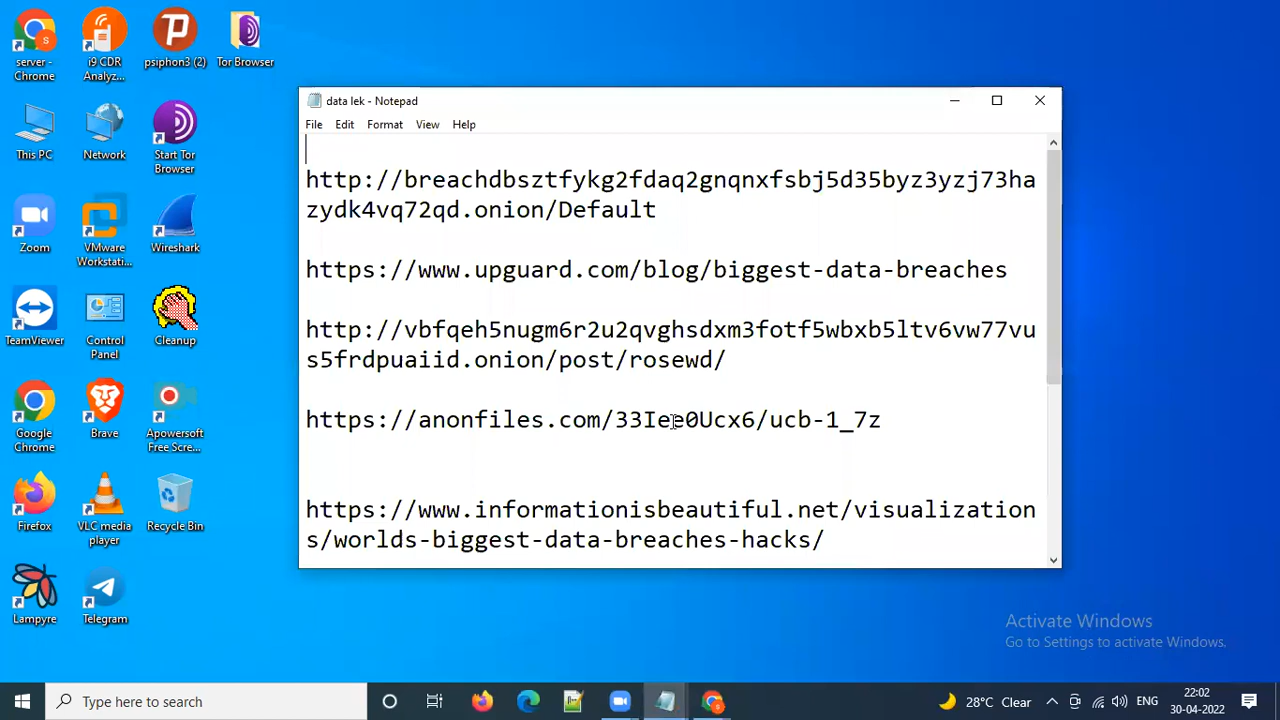 server - Chrome
i9 CDR Analyz...
psiphon3 (2)
Tor Browser
This PC
Network
Start Tor Browser
Zoom
VMware Workstati...
Wireshark
TeamViewer
Control Panel
Cleanup
Google Chrome
Brave
Apowersoft Free Scre...
Firefox
VLC media player
Recycle Bin
Lampyre
Telegram
data lek - Notepad
File Edit Format View Help
http://breachdbsztfykg2fdaq2gnqnxfsbj5d35byz3yzj73ha
zydk4vq72qd.onion/Default
https://www.upguard.com/blog/biggest-data-breaches
http://vbfqeh5nugm6r2u2qvghsdxm3fotf5wbxb5ltv6vw77vu
s5frdpuaiid.onion/post/rosewd/
https://anonfiles.com/33Iee0Ucx6/ucb-1_7z
https://www.informationisbeautiful.net/visualization
s/worlds-biggest-data-breaches-hacks/
Activate Windows
Go to Settings to activate Windows.
Type here to search
28°C Clear
ENG
22:02
30-04-2022